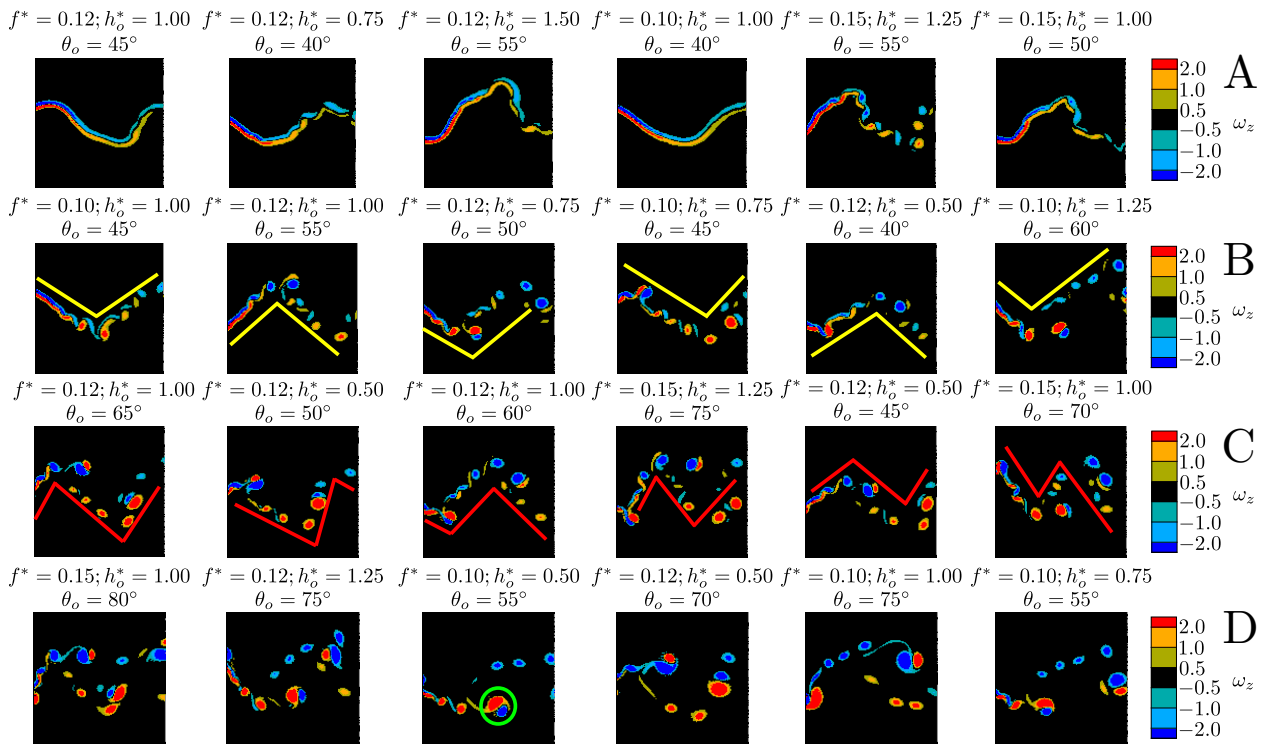 f* = 0.12; h*ₒ = 1.00 f* = 0.12; h*ₒ = 0.75 f* = 0.12; h*ₒ = 1.50 f* = 0.10; h*ₒ = 1.00 f* = 0.15; h*ₒ = 1.25 f* = 0.15; h*ₒ = 1.00
θₒ = 45° θₒ = 40° θₒ = 55° θₒ = 40° θₒ = 55° θₒ = 50°
A
2.0
1.0
0.5
−0.5
−1.0
−2.0
ω_z
f* = 0.10; h*ₒ = 1.00 f* = 0.12; h*ₒ = 1.00 f* = 0.12; h*ₒ = 0.75 f* = 0.10; h*ₒ = 0.75 f* = 0.12; h*ₒ = 0.50 f* = 0.10; h*ₒ = 1.25
θₒ = 45° θₒ = 55° θₒ = 50° θₒ = 45° θₒ = 40° θₒ = 60°
B
2.0
1.0
0.5
−0.5
−1.0
−2.0
ω_z
f* = 0.12; h*ₒ = 1.00 f* = 0.12; h*ₒ = 0.50 f* = 0.12; h*ₒ = 1.00 f* = 0.15; h*ₒ = 1.25 f* = 0.12; h*ₒ = 0.50 f* = 0.15; h*ₒ = 1.00
θₒ = 65° θₒ = 50° θₒ = 60° θₒ = 75° θₒ = 45° θₒ = 70°
C
2.0
1.0
0.5
−0.5
−1.0
−2.0
ω_z
f* = 0.15; h*ₒ = 1.00 f* = 0.12; h*ₒ = 1.25 f* = 0.10; h*ₒ = 0.50 f* = 0.12; h*ₒ = 0.50 f* = 0.10; h*ₒ = 1.00 f* = 0.10; h*ₒ = 0.75
θₒ = 80° θₒ = 75° θₒ = 55° θₒ = 70° θₒ = 75° θₒ = 55°
D
2.0
1.0
0.5
−0.5
−1.0
−2.0
ω_z